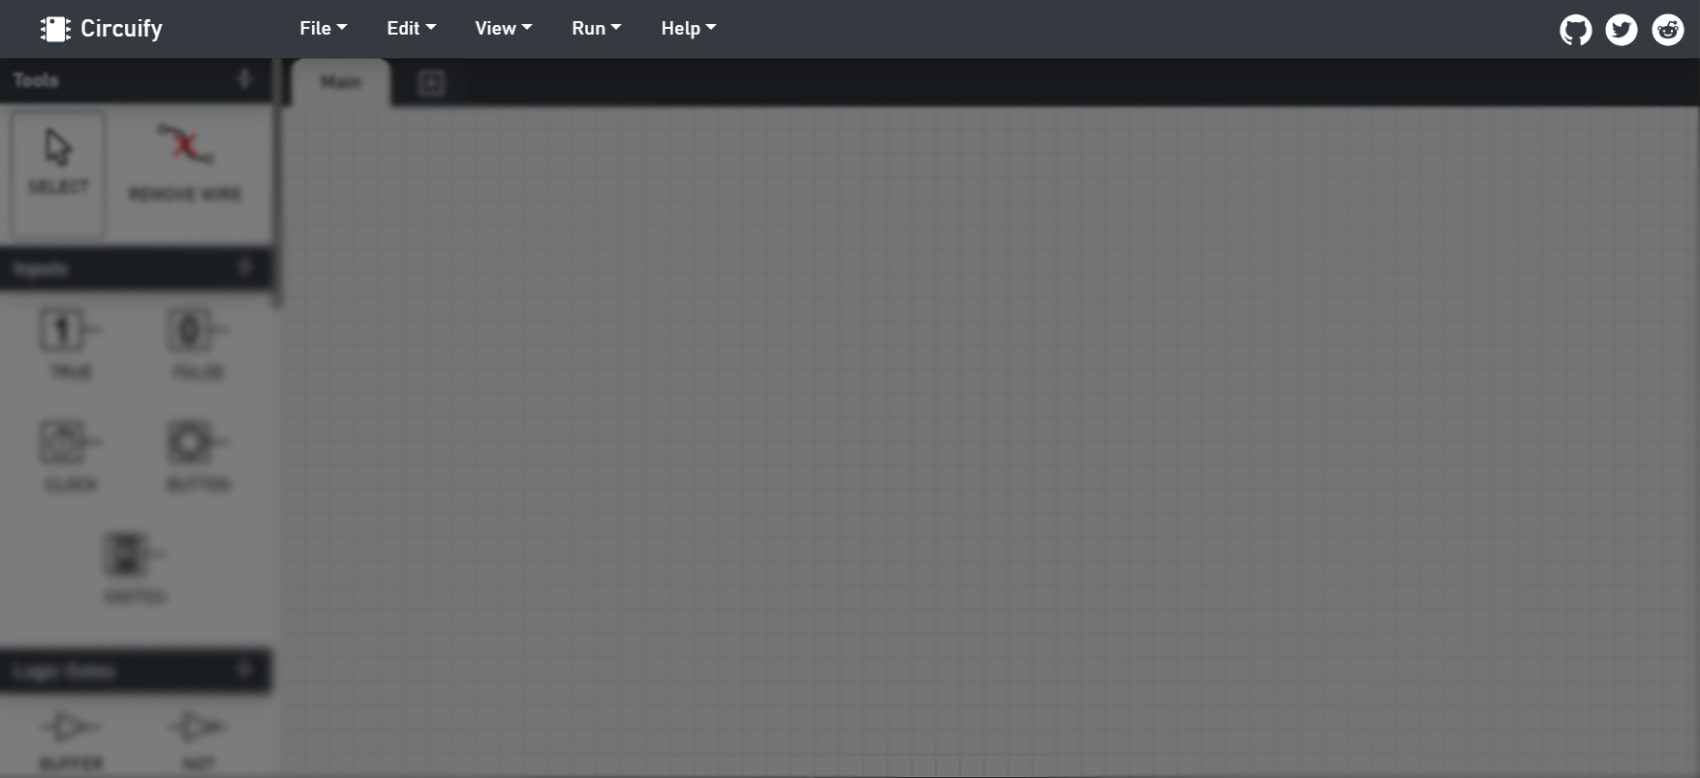 Circuify
File
Edit
View
Run
Help
Tools
Main
SELECT
REMOVE WIRE
Inputs
1
0
TRUE
FALSE
CLOCK
BUTTON
SWITCH
Logic Gates
BUFFER
NOT